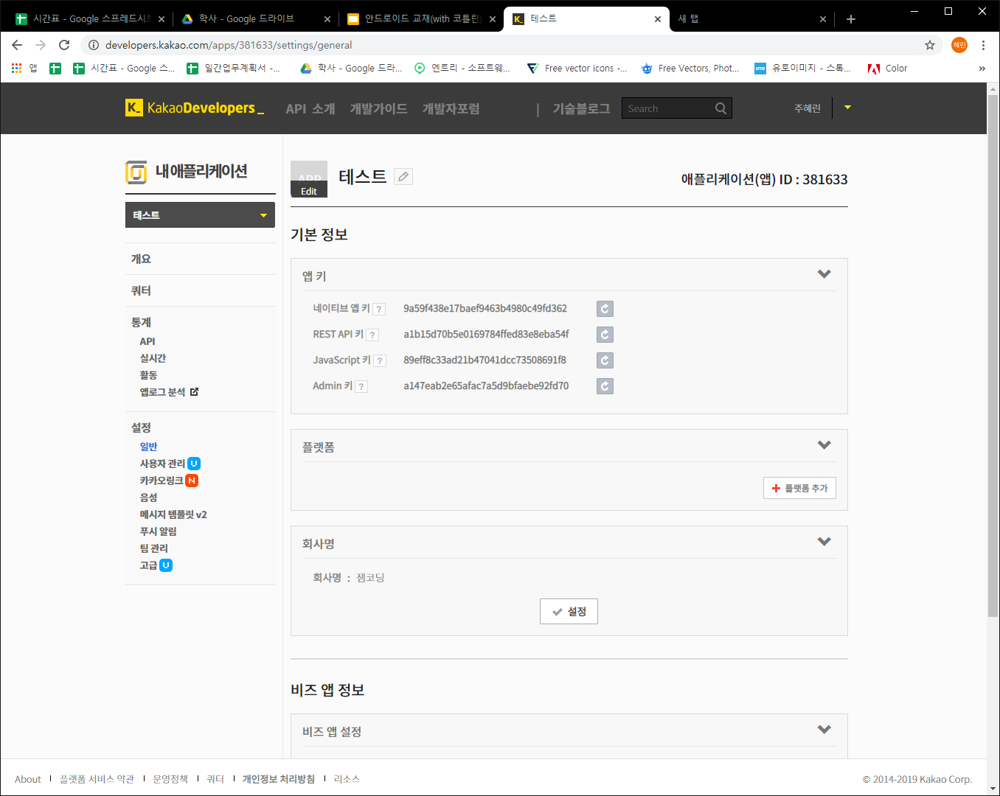 시간표 - Google 스프레드시트
학사 - Google 드라이브
안드로이드 교재(with 코틀린)
테스트
새 탭
developers.kakao.com/apps/381633/settings/general
혜린
앱
시간표 - Google 스...
일간업무계획서 -...
학사 - Google 드라...
엔트리 - 소프트웨...
Free vector icons -...
Free Vectors, Phot...
UTO
유토이미지 - 스톡...
Color
»
K_ KakaoDevelopers_
API 소개
개발가이드
개발자포럼
|
기술블로그
Search
주혜린
내 애플리케이션
테스트
개요
쿼터
통계
API
실시간
활동
앱로그 분석
설정
일반
사용자 관리 U
카카오링크 N
음성
메시지 템플릿 v2
푸시 알림
팀 관리
고급 U
APP
Edit
테스트
애플리케이션(앱) ID : 381633
기본 정보
앱 키
네이티브 앱 키 ? 9a59f438e17baef9463b4980c49fd362
REST API 키 ? a1b15d70b5e0169784ffed83e8eba54f
JavaScript 키 ? 89eff8c33ad21b47041dcc73508691f8
Admin 키 ? a147eab2e65afac7a5d9bfaebe92fd70
플랫폼
플랫폼 추가
회사명
회사명 : 잼코딩
설정
비즈 앱 정보
비즈 앱 설정
About | 플랫폼 서비스 약관 | 운영정책 | 쿼터 | 개인정보 처리방침 | 리소스
© 2014-2019 Kakao Corp.